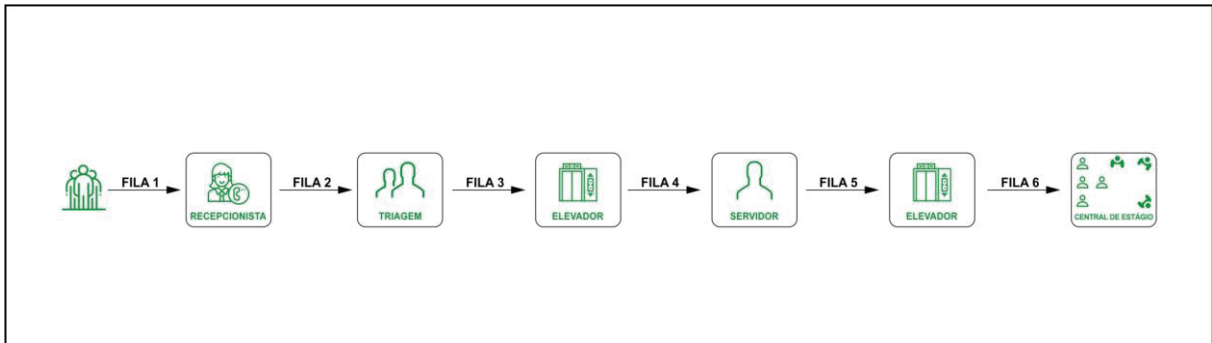 FILA 1
RECEPCIONISTA
FILA 2
TRIAGEM
FILA 3
ELEVADOR
FILA 4
SERVIDOR
FILA 5
ELEVADOR
FILA 6
CENTRAL DE ESTÁGIO